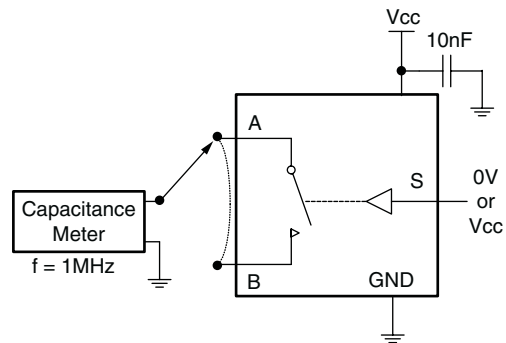 Vcc
10nF
A
S
0V
or
Vcc
Capacitance
Meter
f = 1MHz
B
GND